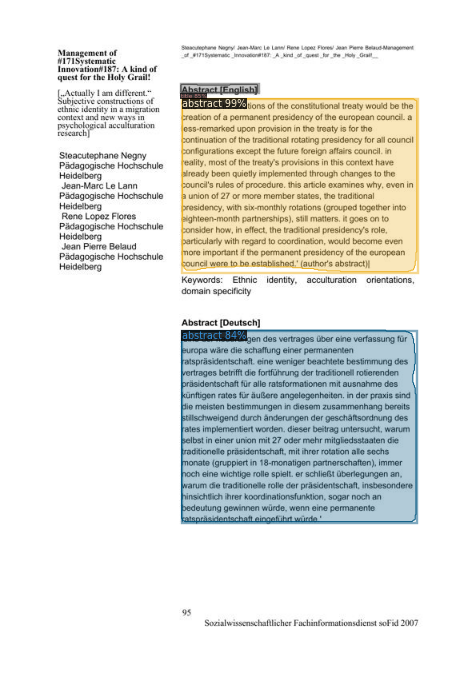 Steacutephane Negny/ Jean-Marc Le Lann/ Rene Lopez Flores/ Jean Pierre Belaud-Management
_of _#171Systematic _Innovation#187: _A _kind _of _quest _for _the _Holy _Grail!_
Management of
#171Systematic
Innovation#187: A kind of
quest for the Holy Grail!
[„Actually I am different.“
Subjective constructions of
ethnic identity in a migration
context and new ways in
psychological acculturation
research]
Steacutephane Negny
Pädagogische Hochschule
Heidelberg
Jean-Marc Le Lann
Pädagogische Hochschule
Heidelberg
Rene Lopez Flores
Pädagogische Hochschule
Heidelberg
Jean Pierre Belaud
Pädagogische Hochschule
Heidelberg
Abstract [English]
abstract 99%
of the constitutional treaty would be the
creation of a permanent presidency of the european council. a
less-remarked upon provision in the treaty is for the
continuation of the traditional rotating presidency for all council
configurations except the future foreign affairs council. in
reality, most of the treaty's provisions in this context have
already been quietly implemented through changes to the
council's rules of procedure. this article examines why, even in
a union of 27 or more member states, the traditional
presidency, with six-monthly rotations (grouped together into
eighteen-month partnerships), still matters. it goes on to
consider how, in effect, the traditional presidency's role,
particularly with regard to coordination, would become even
more important if the permanent presidency of the european
council were to be established.' (author's abstract)|
Keywords: Ethnic identity, acculturation orientations,
domain specificity
Abstract [Deutsch]
abstract 84%
gen des vertrages über eine verfassung für
europa wäre die schaffung einer permanenten
ratspräsidentschaft. eine weniger beachtete bestimmung des
vertrages betrifft die fortführung der traditionell rotierenden
präsidentschaft für alle ratsformationen mit ausnahme des
künftigen rates für äußere angelegenheiten. in der praxis sind
die meisten bestimmungen in diesem zusammenhang bereits
stillschweigend durch änderungen der geschäftsordnung des
rates implementiert worden. dieser beitrag untersucht, warum
selbst in einer union mit 27 oder mehr mitgliedsstaaten die
traditionelle präsidentschaft, mit ihrer rotation alle sechs
monate (gruppiert in 18-monatigen partnerschaften), immer
noch eine wichtige rolle spielt. er schließt überlegungen an,
warum die traditionelle rolle der präsidentschaft, insbesondere
hinsichtlich ihrer koordinationsfunktion, sogar noch an
bedeutung gewinnen würde, wenn eine permanente
ratspräsidentschaft eingeführt würde.'
95
Sozialwissenschaftlicher Fachinformationsdienst soFid 2007